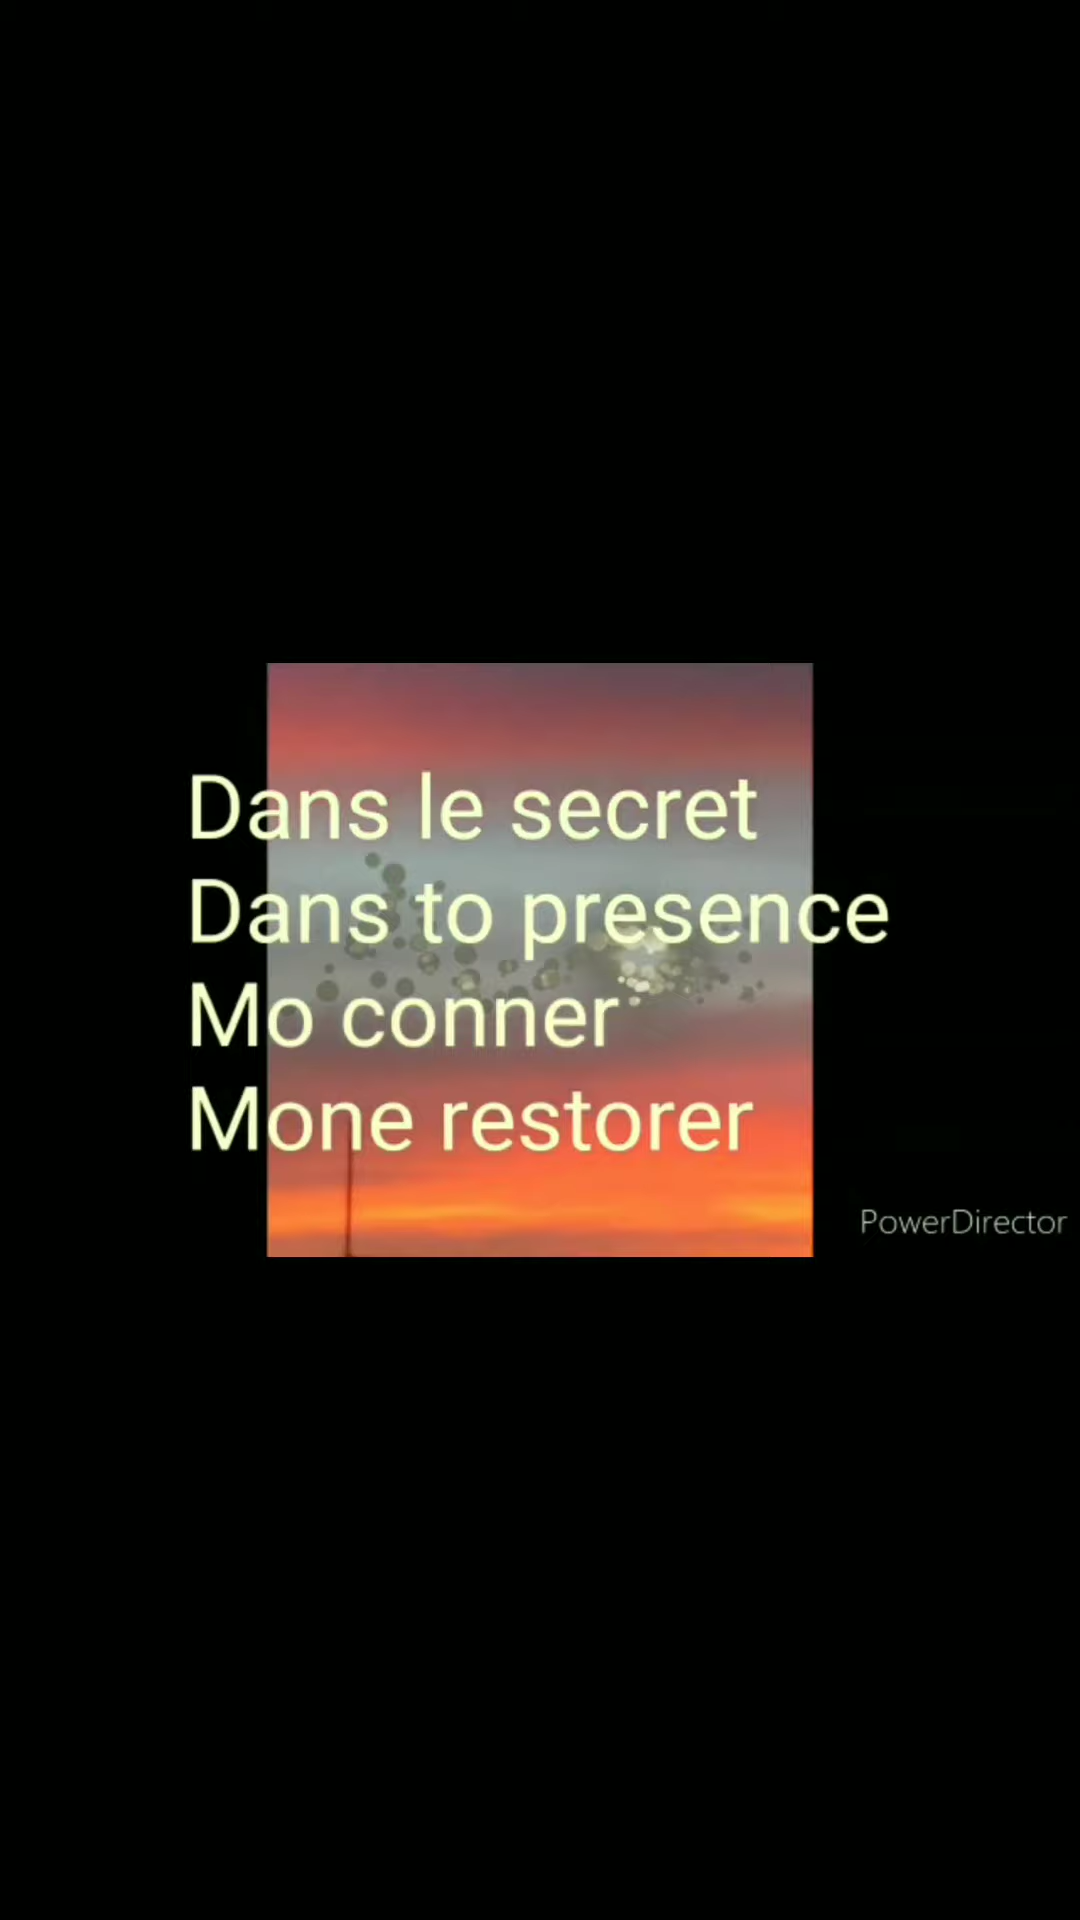 Dans le secret
Dans to presence
Mo conner
Mone restorer
PowerDirector